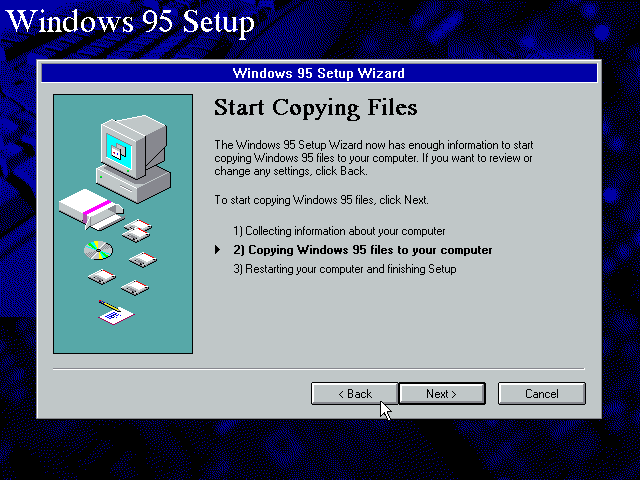 Windows 95 Setup
Windows 95 Setup Wizard
Start Copying Files
The Windows 95 Setup Wizard now has enough information to start
copying Windows 95 files to your computer. If you want to review or
change any settings, click Back.
To start copying Windows 95 files, click Next.
1) Collecting information about your computer
2) Copying Windows 95 files to your computer
3) Restarting your computer and finishing Setup
< Back
Next >
Cancel